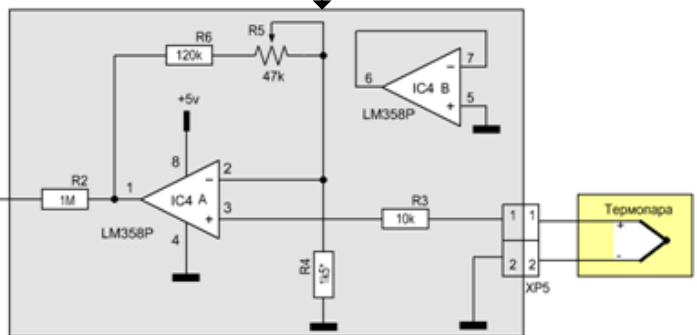 R5
R6
120k
47k
7
6
IC4 B
5
LM358P
+5v
8
2
R2
1M
1
IC4 A
3
R3
10k
LM358P
4
R4
1k5*
1 1
2 2
XP5
Термопара
+
-